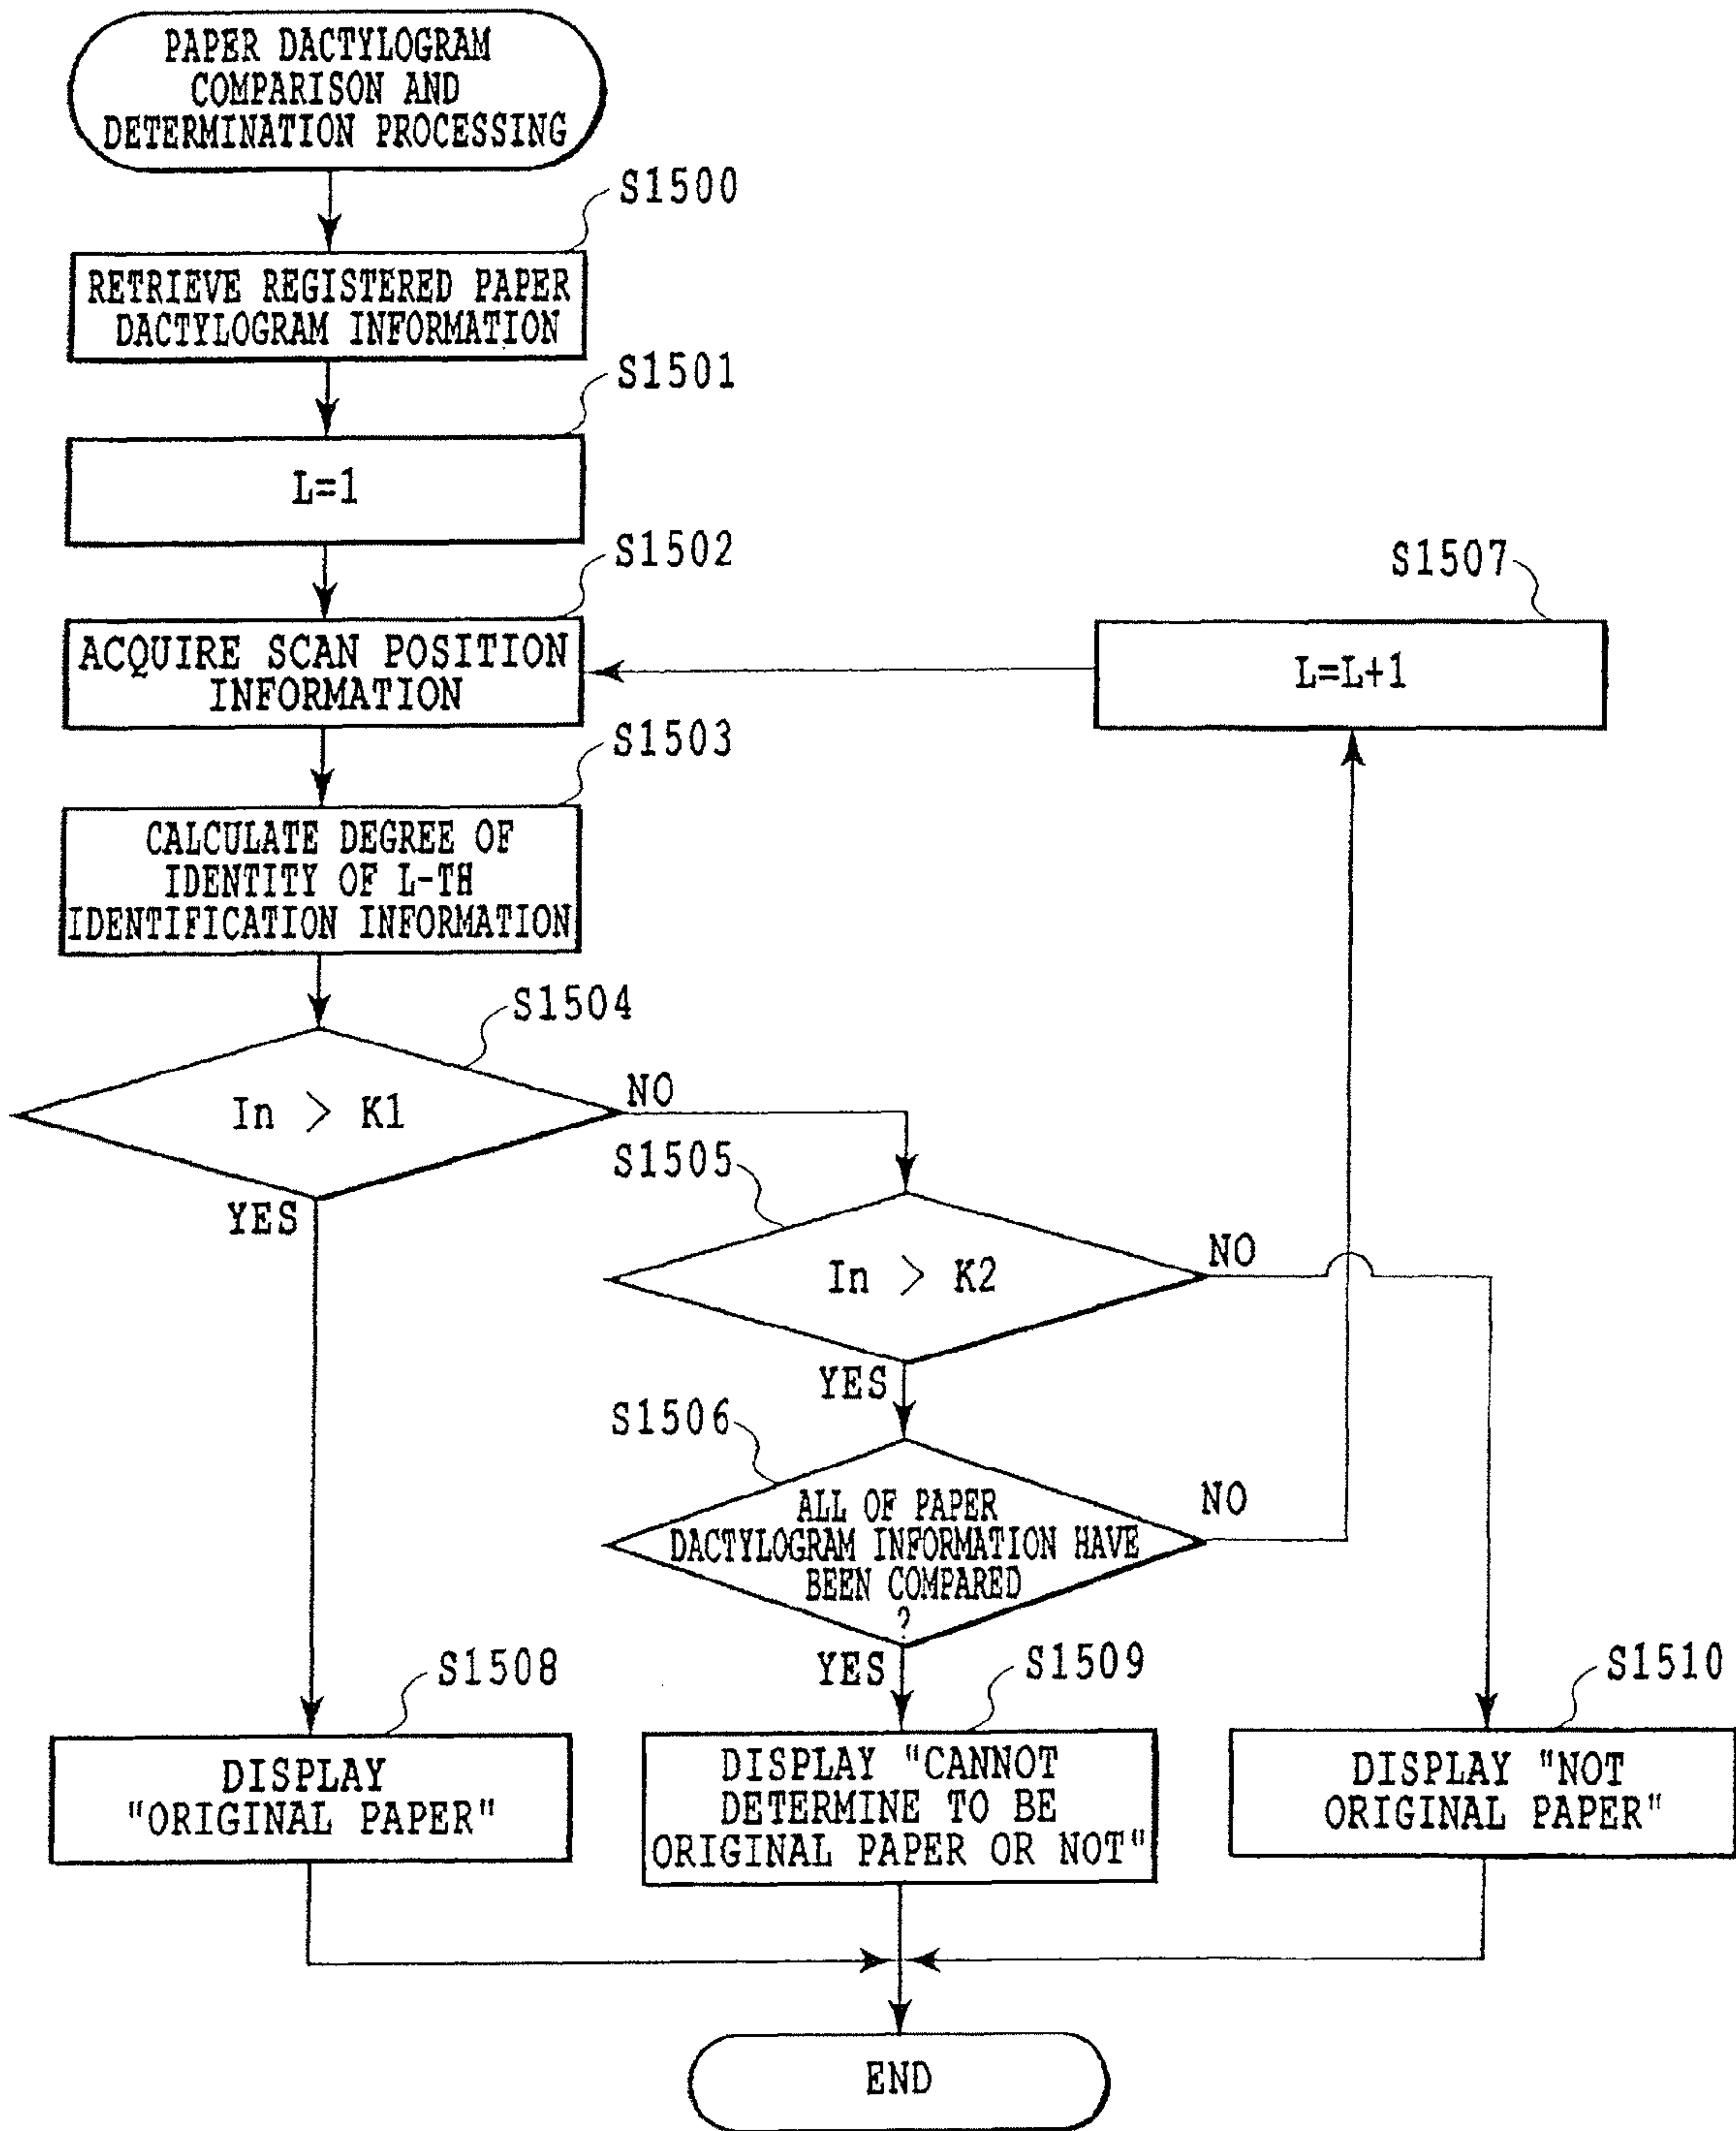 PAPER DACTYLOGRAM
COMPARISON AND
DETERMINATION PROCESSING
S1500
RETRIEVE REGISTERED PAPER
DACTYLOGRAM INFORMATION
S1501
L=1
S1502
ACQUIRE SCAN POSITION
INFORMATION
S1507
L=L+1
S1503
CALCULATE DEGREE OF
IDENTITY OF L-TH
IDENTIFICATION INFORMATION
S1504
In > K1
NO
YES
S1505
In > K2
NO
YES
S1506
ALL OF PAPER
DACTYLOGRAM INFORMATION HAVE
BEEN COMPARED
?
NO
YES
S1508
DISPLAY
"ORIGINAL PAPER"
S1509
DISPLAY "CANNOT
DETERMINE TO BE
ORIGINAL PAPER OR NOT"
S1510
DISPLAY "NOT
ORIGINAL PAPER"
END